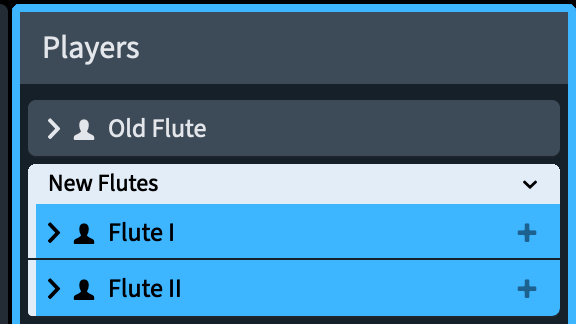 Players
Old Flute
New Flutes
Flute I
Flute II